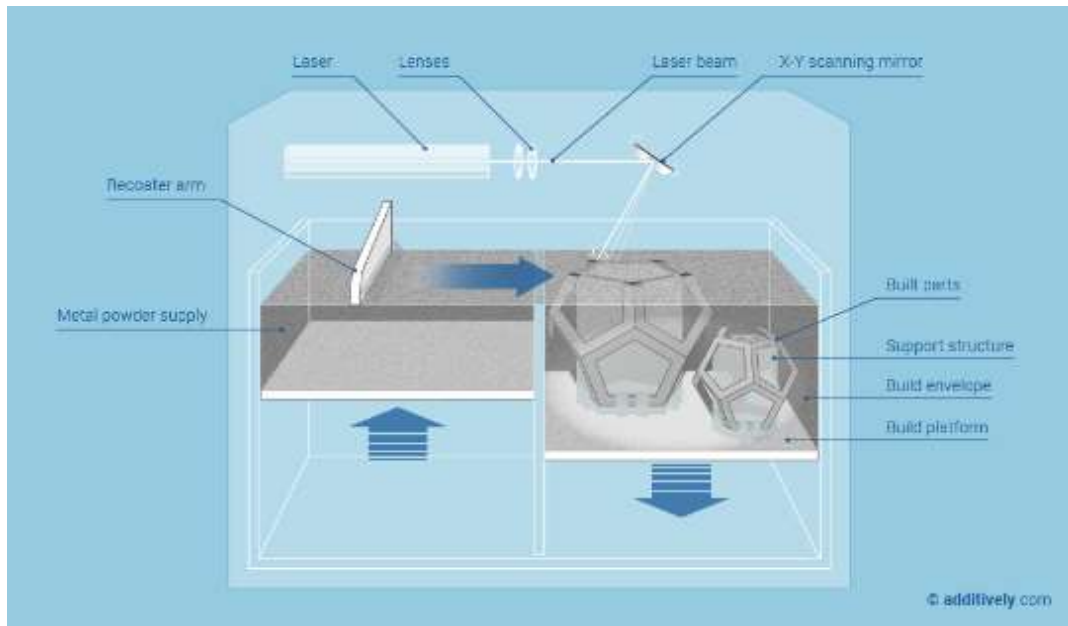 Laser
Lenses
Laser beam
X-Y scanning mirror
Recoater arm
Built parts
Metal powder supply
Support structure
Build envelope
Build platform
© additively.com